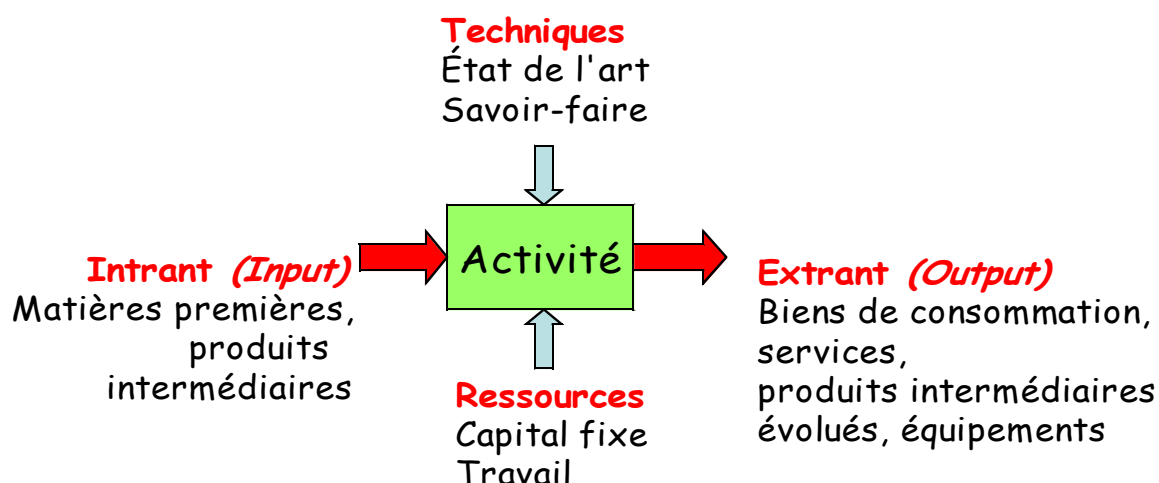 Techniques
État de l'art
Savoir-faire
Activité
Intrant (Input)
Matières premières,
produits
intermédiaires
Extrant (Output)
Biens de consommation,
services,
produits intermédiaires
évolués, équipements
Ressources
Capital fixe
Travail